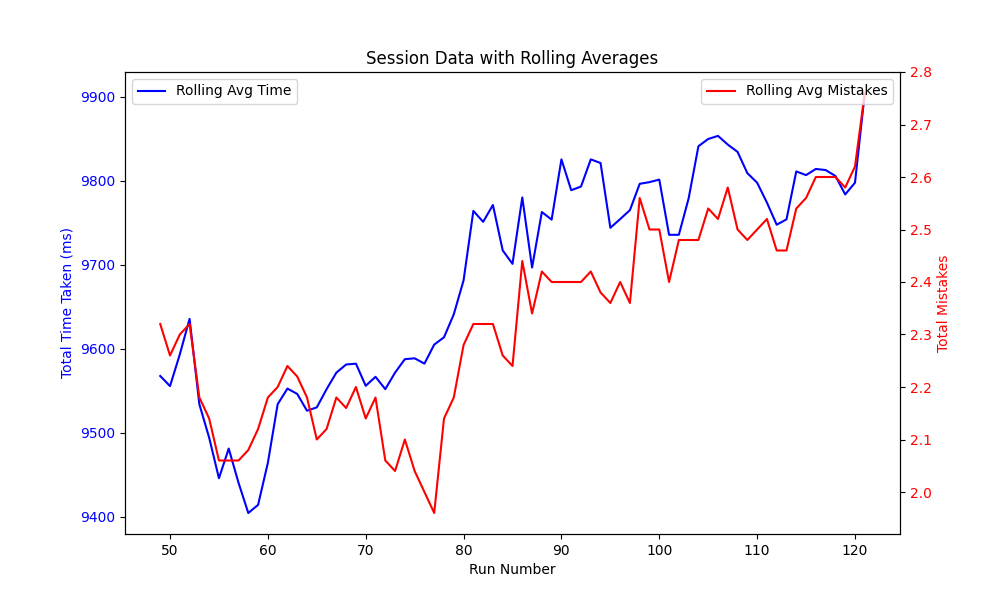 Session Data with Rolling Averages
Rolling Avg Time
Rolling Avg Mistakes
Total Time Taken (ms)
9900
9800
9700
9600
9500
9400
2.8
2.7
2.6
2.5
2.4
2.3
2.2
2.1
2.0
Total Mistakes
50 60 70 80 90 100 110 120
Run Number